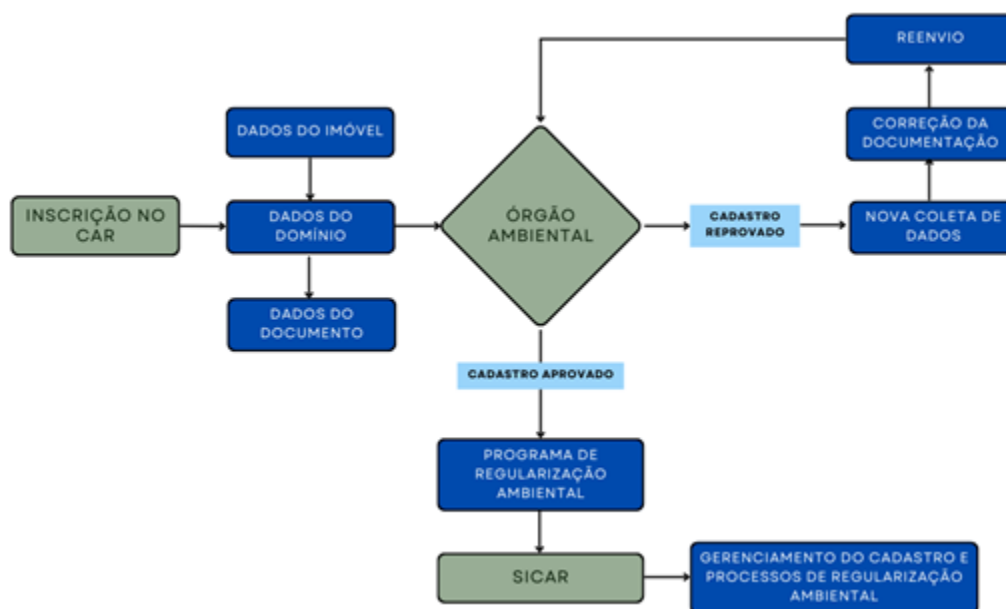 REENVIO
DADOS DO IMÓVEL
CORREÇÃO DA
DOCUMENTAÇÃO
INSCRIÇÃO NO
CAR
DADOS DO
DOMÍNIO
ÓRGÃO
AMBIENTAL
CADASTRO
REPROVADO
NOVA COLETA DE
DADOS
DADOS DO
DOCUMENTO
CADASTRO APROVADO
PROGRAMA DE
REGULARIZAÇÃO
AMBIENTAL
SICAR
GERENCIAMENTO DO CADASTRO E
PROCESSOS DE REGULARIZAÇÃO
AMBIENTAL